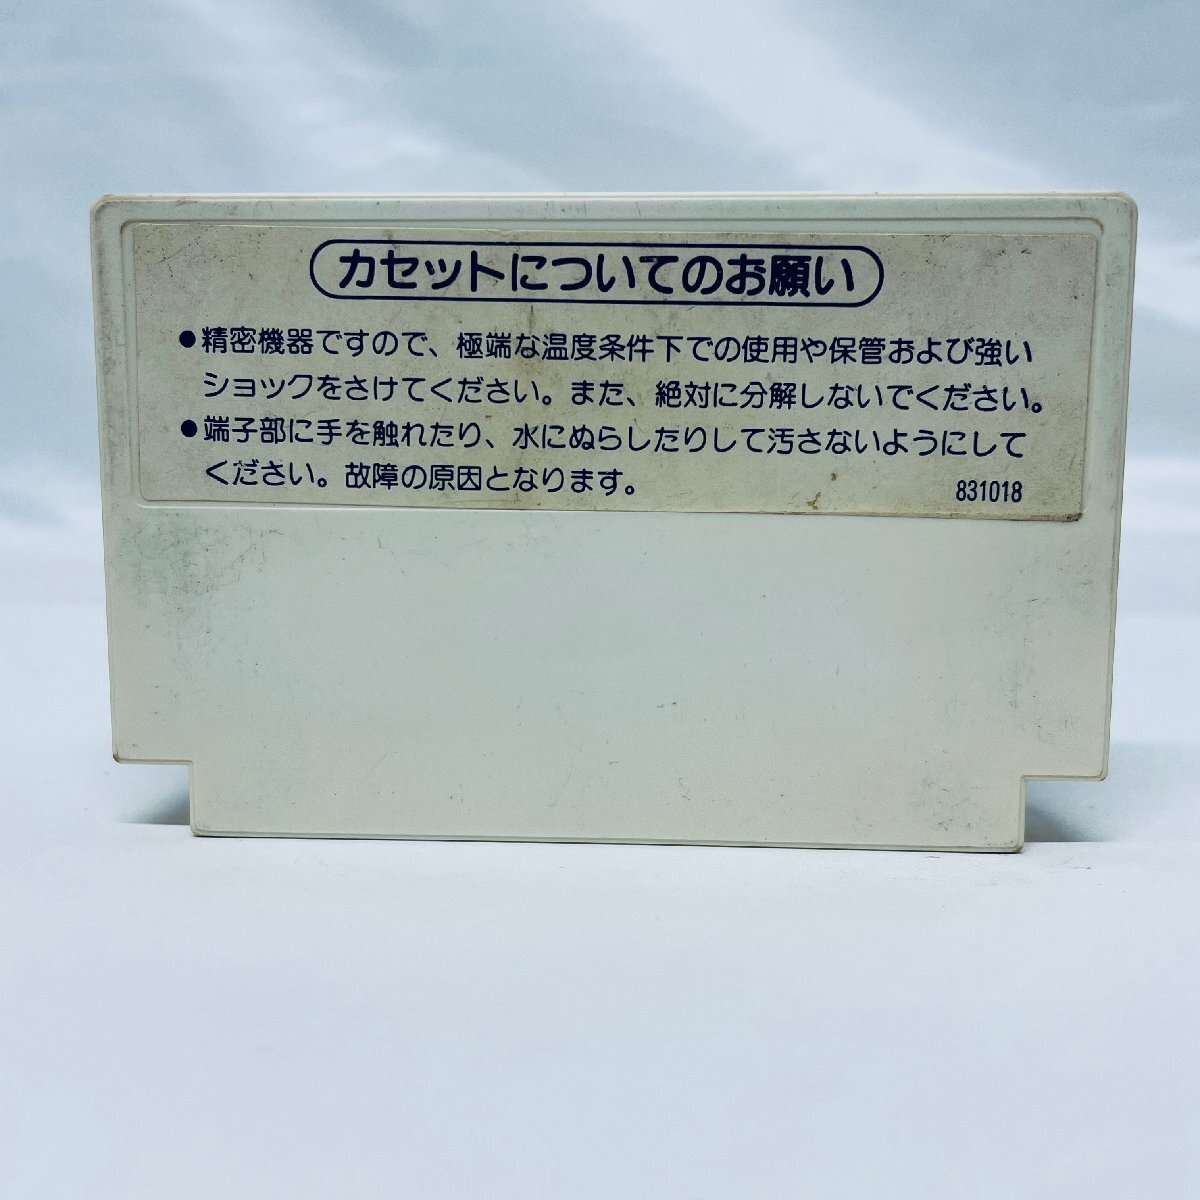 カセットについてのお願い
●精密機器ですので、極端な温度条件下での使用や保管および強い
ショックをさけてください。また、絶対に分解しないでください。
●端子部に手を触れたり、水にぬらしたりして汚さないようにして
ください。故障の原因となります。
831018